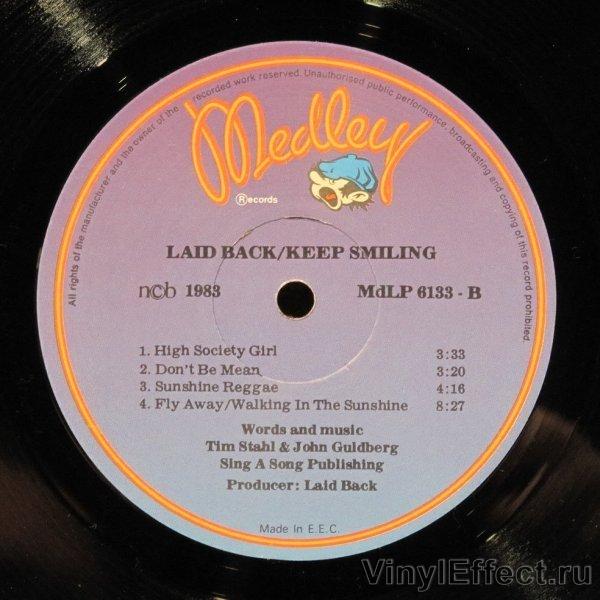 All rights of the manufacturer and the owner of the recorded work reserved. Unauthorised public performance, broadcasting and copying of this record prohibited.
Medley
Records
LAID BACK/KEEP SMILING
ncb 1983 MdLP 6133 - B
1. High Society Girl 3:33
2. Don't Be Mean 3:20
3. Sunshine Reggae 4:16
4. Fly Away/Walking In The Sunshine 8:27
Words and music
Tim Stahl & John Guldberg
Sing A Song Publishing
Producer: Laid Back
Made In E.E.C.
VinylEffect.ru